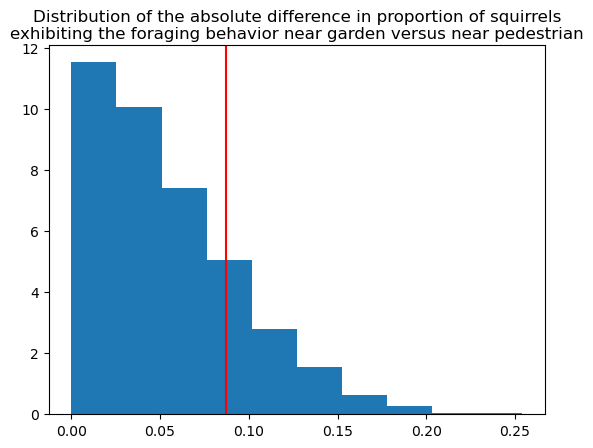 Distribution of the absolute difference in proportion of squirrels
exhibiting the foraging behavior near garden versus near pedestrian
12
10
8
6
4
2
0
0.00 0.05 0.10 0.15 0.20 0.25